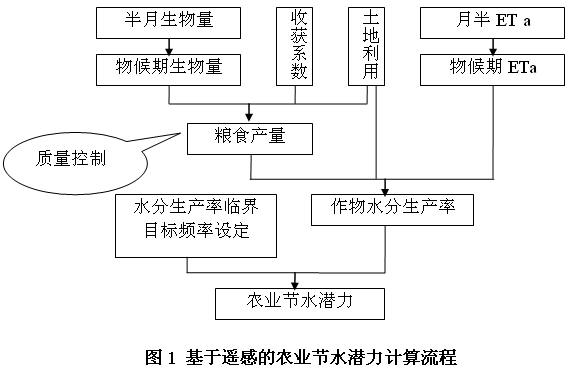 半月生物量
收获系数
土地利用
月半 ET a
物候期生物量
物候期 ETa
粮食产量
质量控制
水分生产率临界
目标频率设定
作物水分生产率
农业节水潜力
图 1 基于遥感的农业节水潜力计算流程